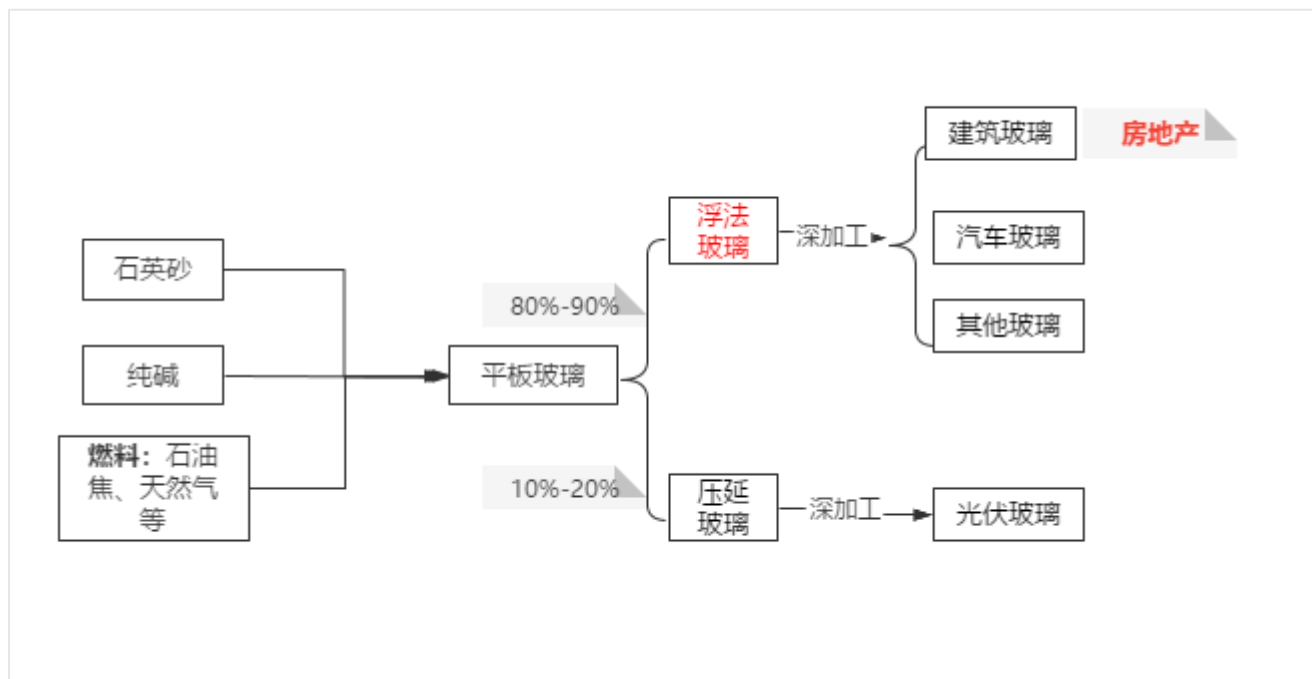 石英砂
纯碱
燃料：石油
焦、天然气
等
平板玻璃
80%-90%
10%-20%
浮法
玻璃
深加工
建筑玻璃
房地产
汽车玻璃
其他玻璃
压延
玻璃
深加工
光伏玻璃